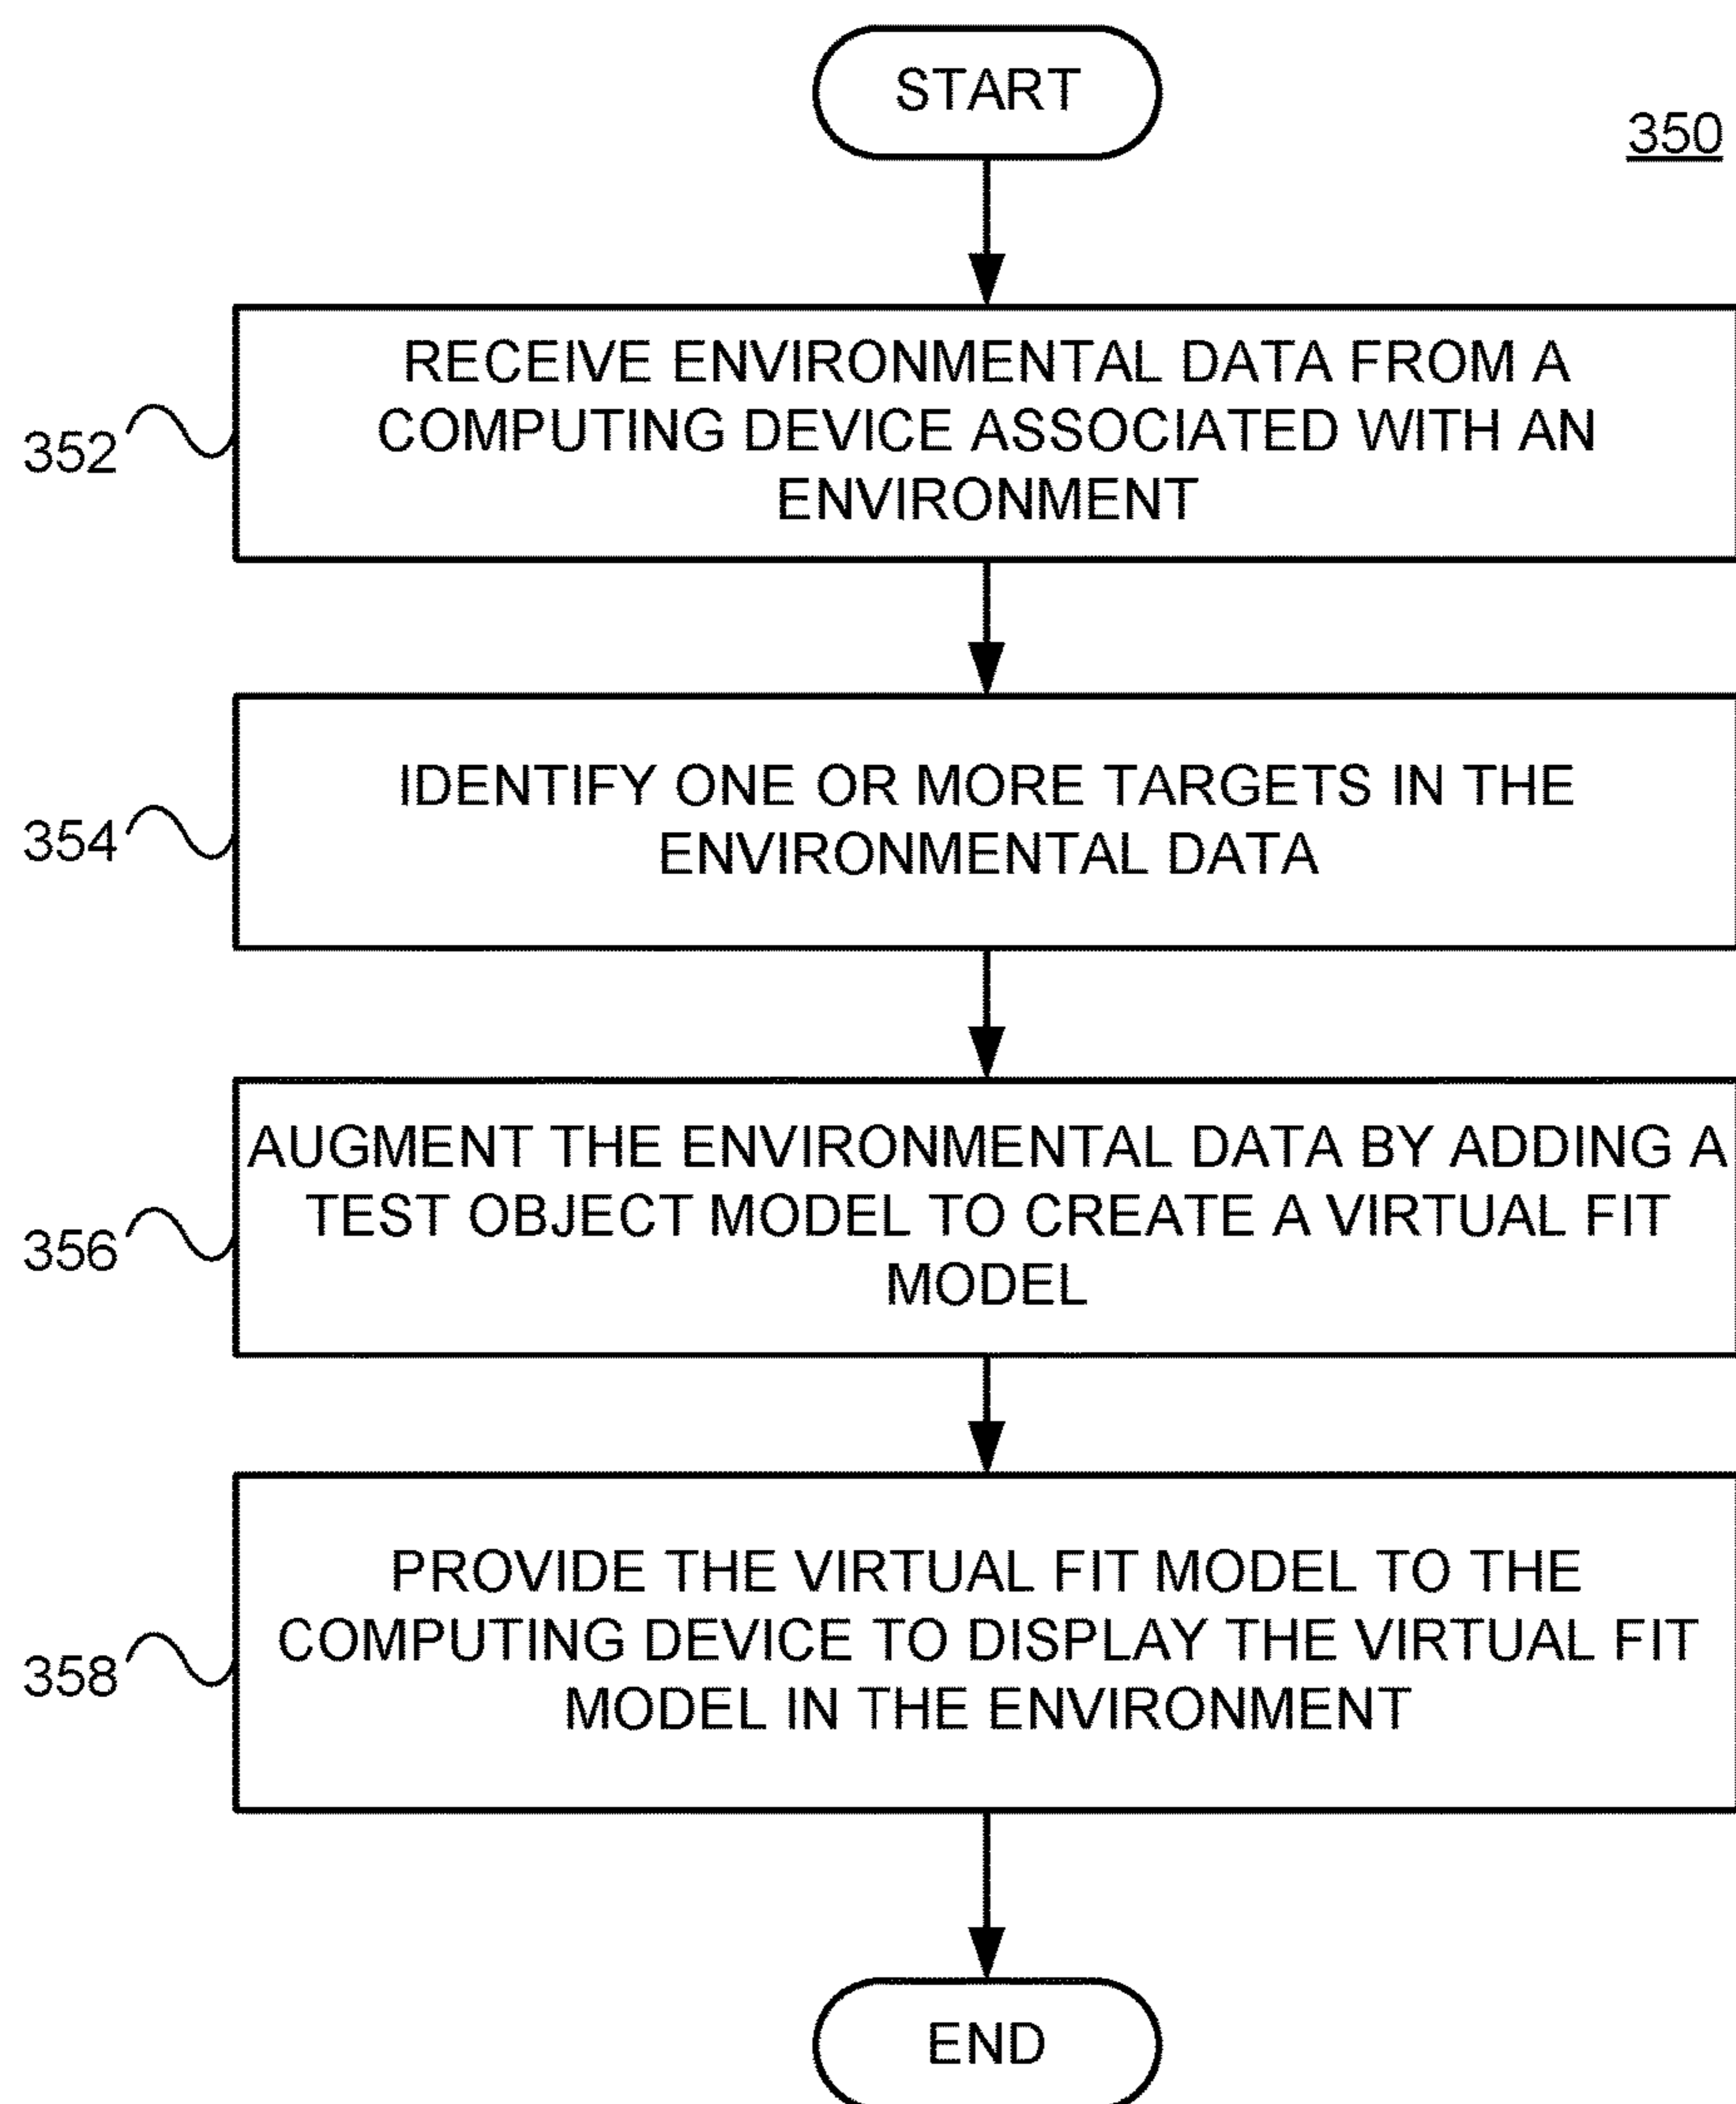 START
350
RECEIVE ENVIRONMENTAL DATA FROM A
COMPUTING DEVICE ASSOCIATED WITH AN
ENVIRONMENT
352
IDENTIFY ONE OR MORE TARGETS IN THE
ENVIRONMENTAL DATA
354
AUGMENT THE ENVIRONMENTAL DATA BY ADDING A
TEST OBJECT MODEL TO CREATE A VIRTUAL FIT
MODEL
356
PROVIDE THE VIRTUAL FIT MODEL TO THE
COMPUTING DEVICE TO DISPLAY THE VIRTUAL FIT
MODEL IN THE ENVIRONMENT
358
END